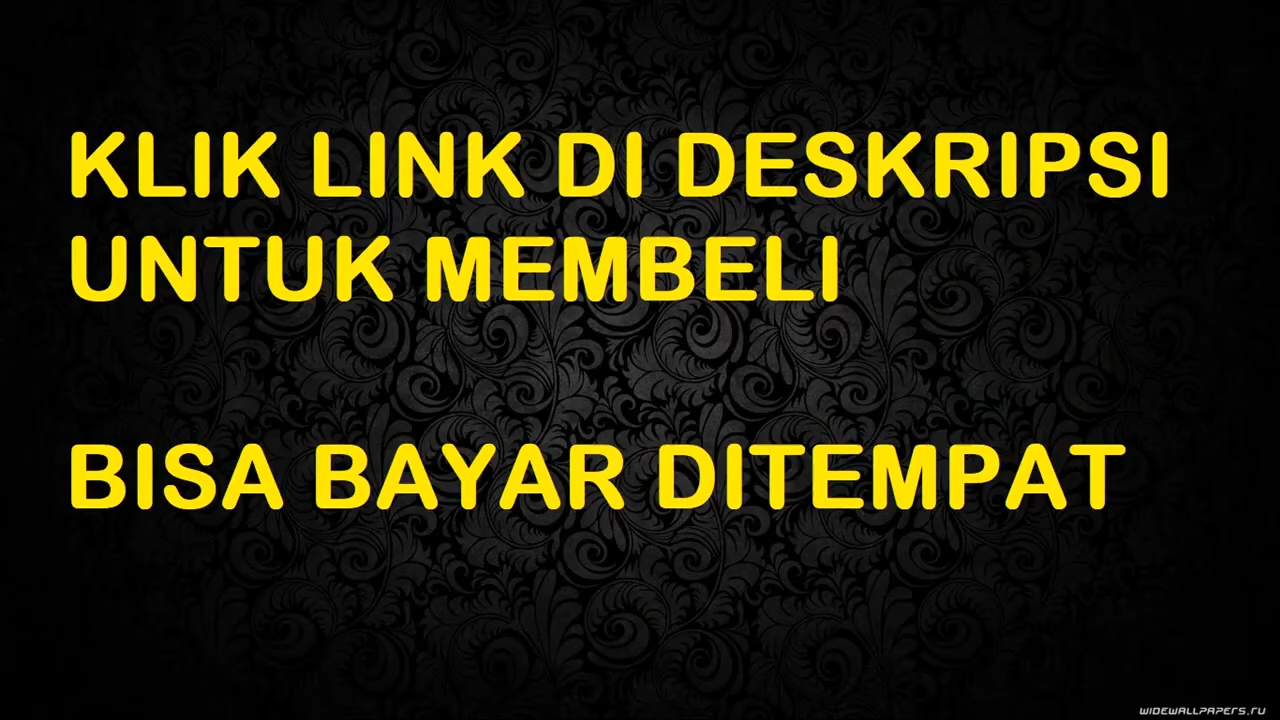 KLIK LINK DI DESKRIPSI
UNTUK MEMBELI
BISA BAYAR DITEMPAT
WIDEWALLPAPERS.RU